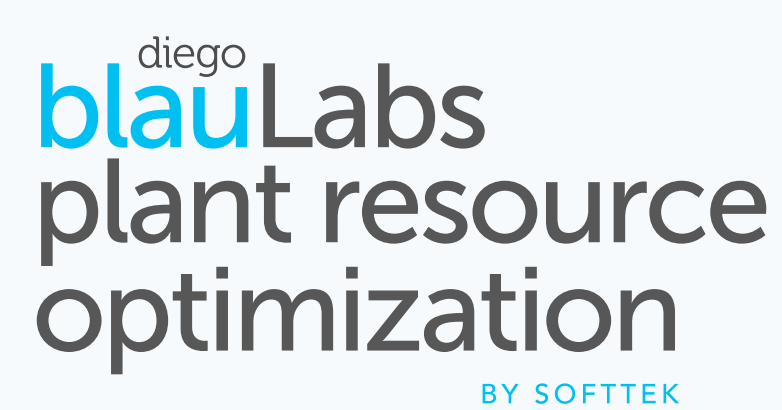 diego
blauLabs
plant resource
optimization
BY SOFTTEK